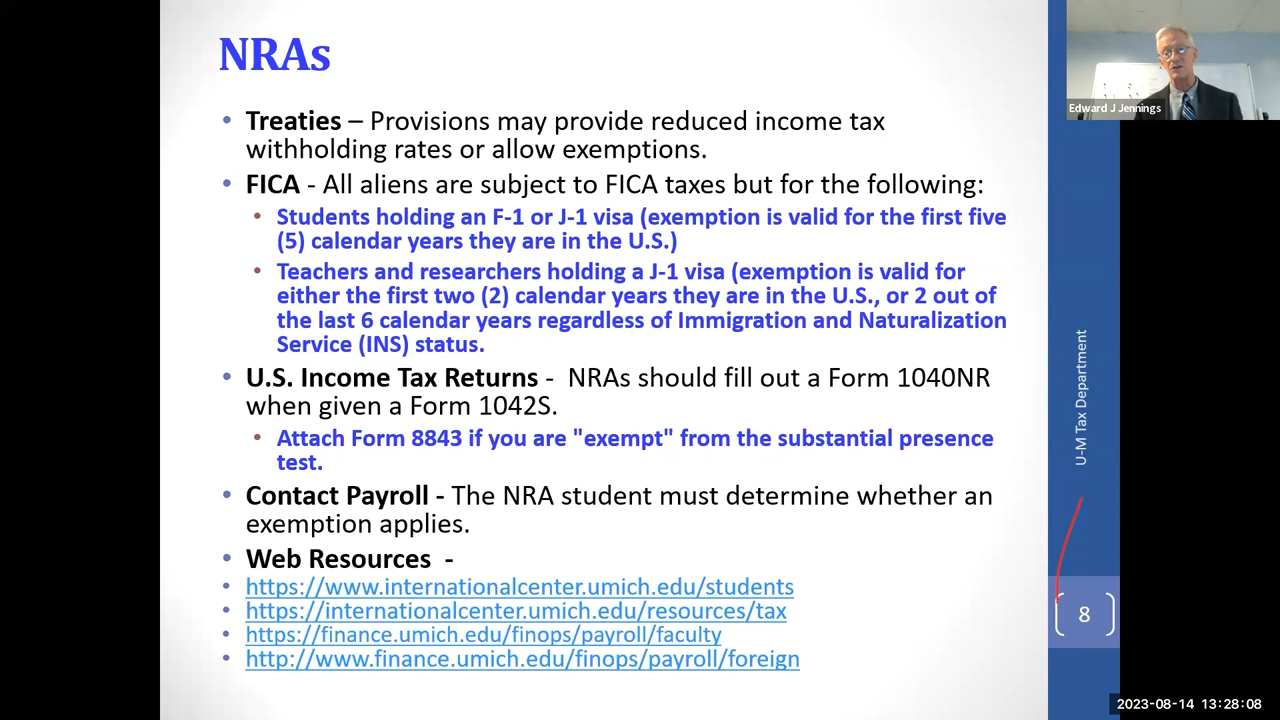 NRAs
• Treaties – Provisions may provide reduced income tax
withholding rates or allow exemptions.
• FICA - All aliens are subject to FICA taxes but for the following:
• Students holding an F-1 or J-1 visa (exemption is valid for the first five
(5) calendar years they are in the U.S.)
• Teachers and researchers holding a J-1 visa (exemption is valid for
either the first two (2) calendar years they are in the U.S., or 2 out of
the last 6 calendar years regardless of Immigration and Naturalization
Service (INS) status.
• U.S. Income Tax Returns - NRAs should fill out a Form 1040NR
when given a Form 1042S.
• Attach Form 8843 if you are "exempt" from the substantial presence
test.
• Contact Payroll - The NRA student must determine whether an
exemption applies.
• Web Resources -
• https://www.internationalcenter.umich.edu/students
• https://internationalcenter.umich.edu/resources/tax
• https://finance.umich.edu/finops/payroll/faculty
• http://www.finance.umich.edu/finops/payroll/foreign
Edward J Jennings
U-M Tax Department
8
2023-08-14 13:28:08